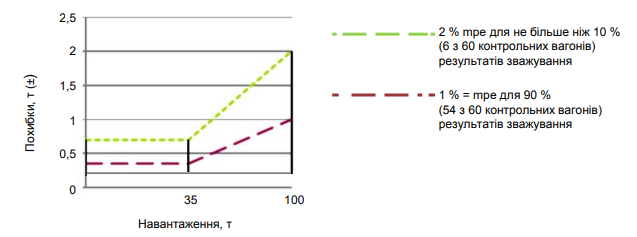 2,5
2
1,5
1
0,5
0
35
100
Похибки, т (±)
Навантаження, т
2 % mpe для не більше ніж 10 %
(6 з 60 контрольних вагонів)
результатів зважування
1 % = mpe для 90 %
(54 з 60 контрольних вагонів)
результатів зважування